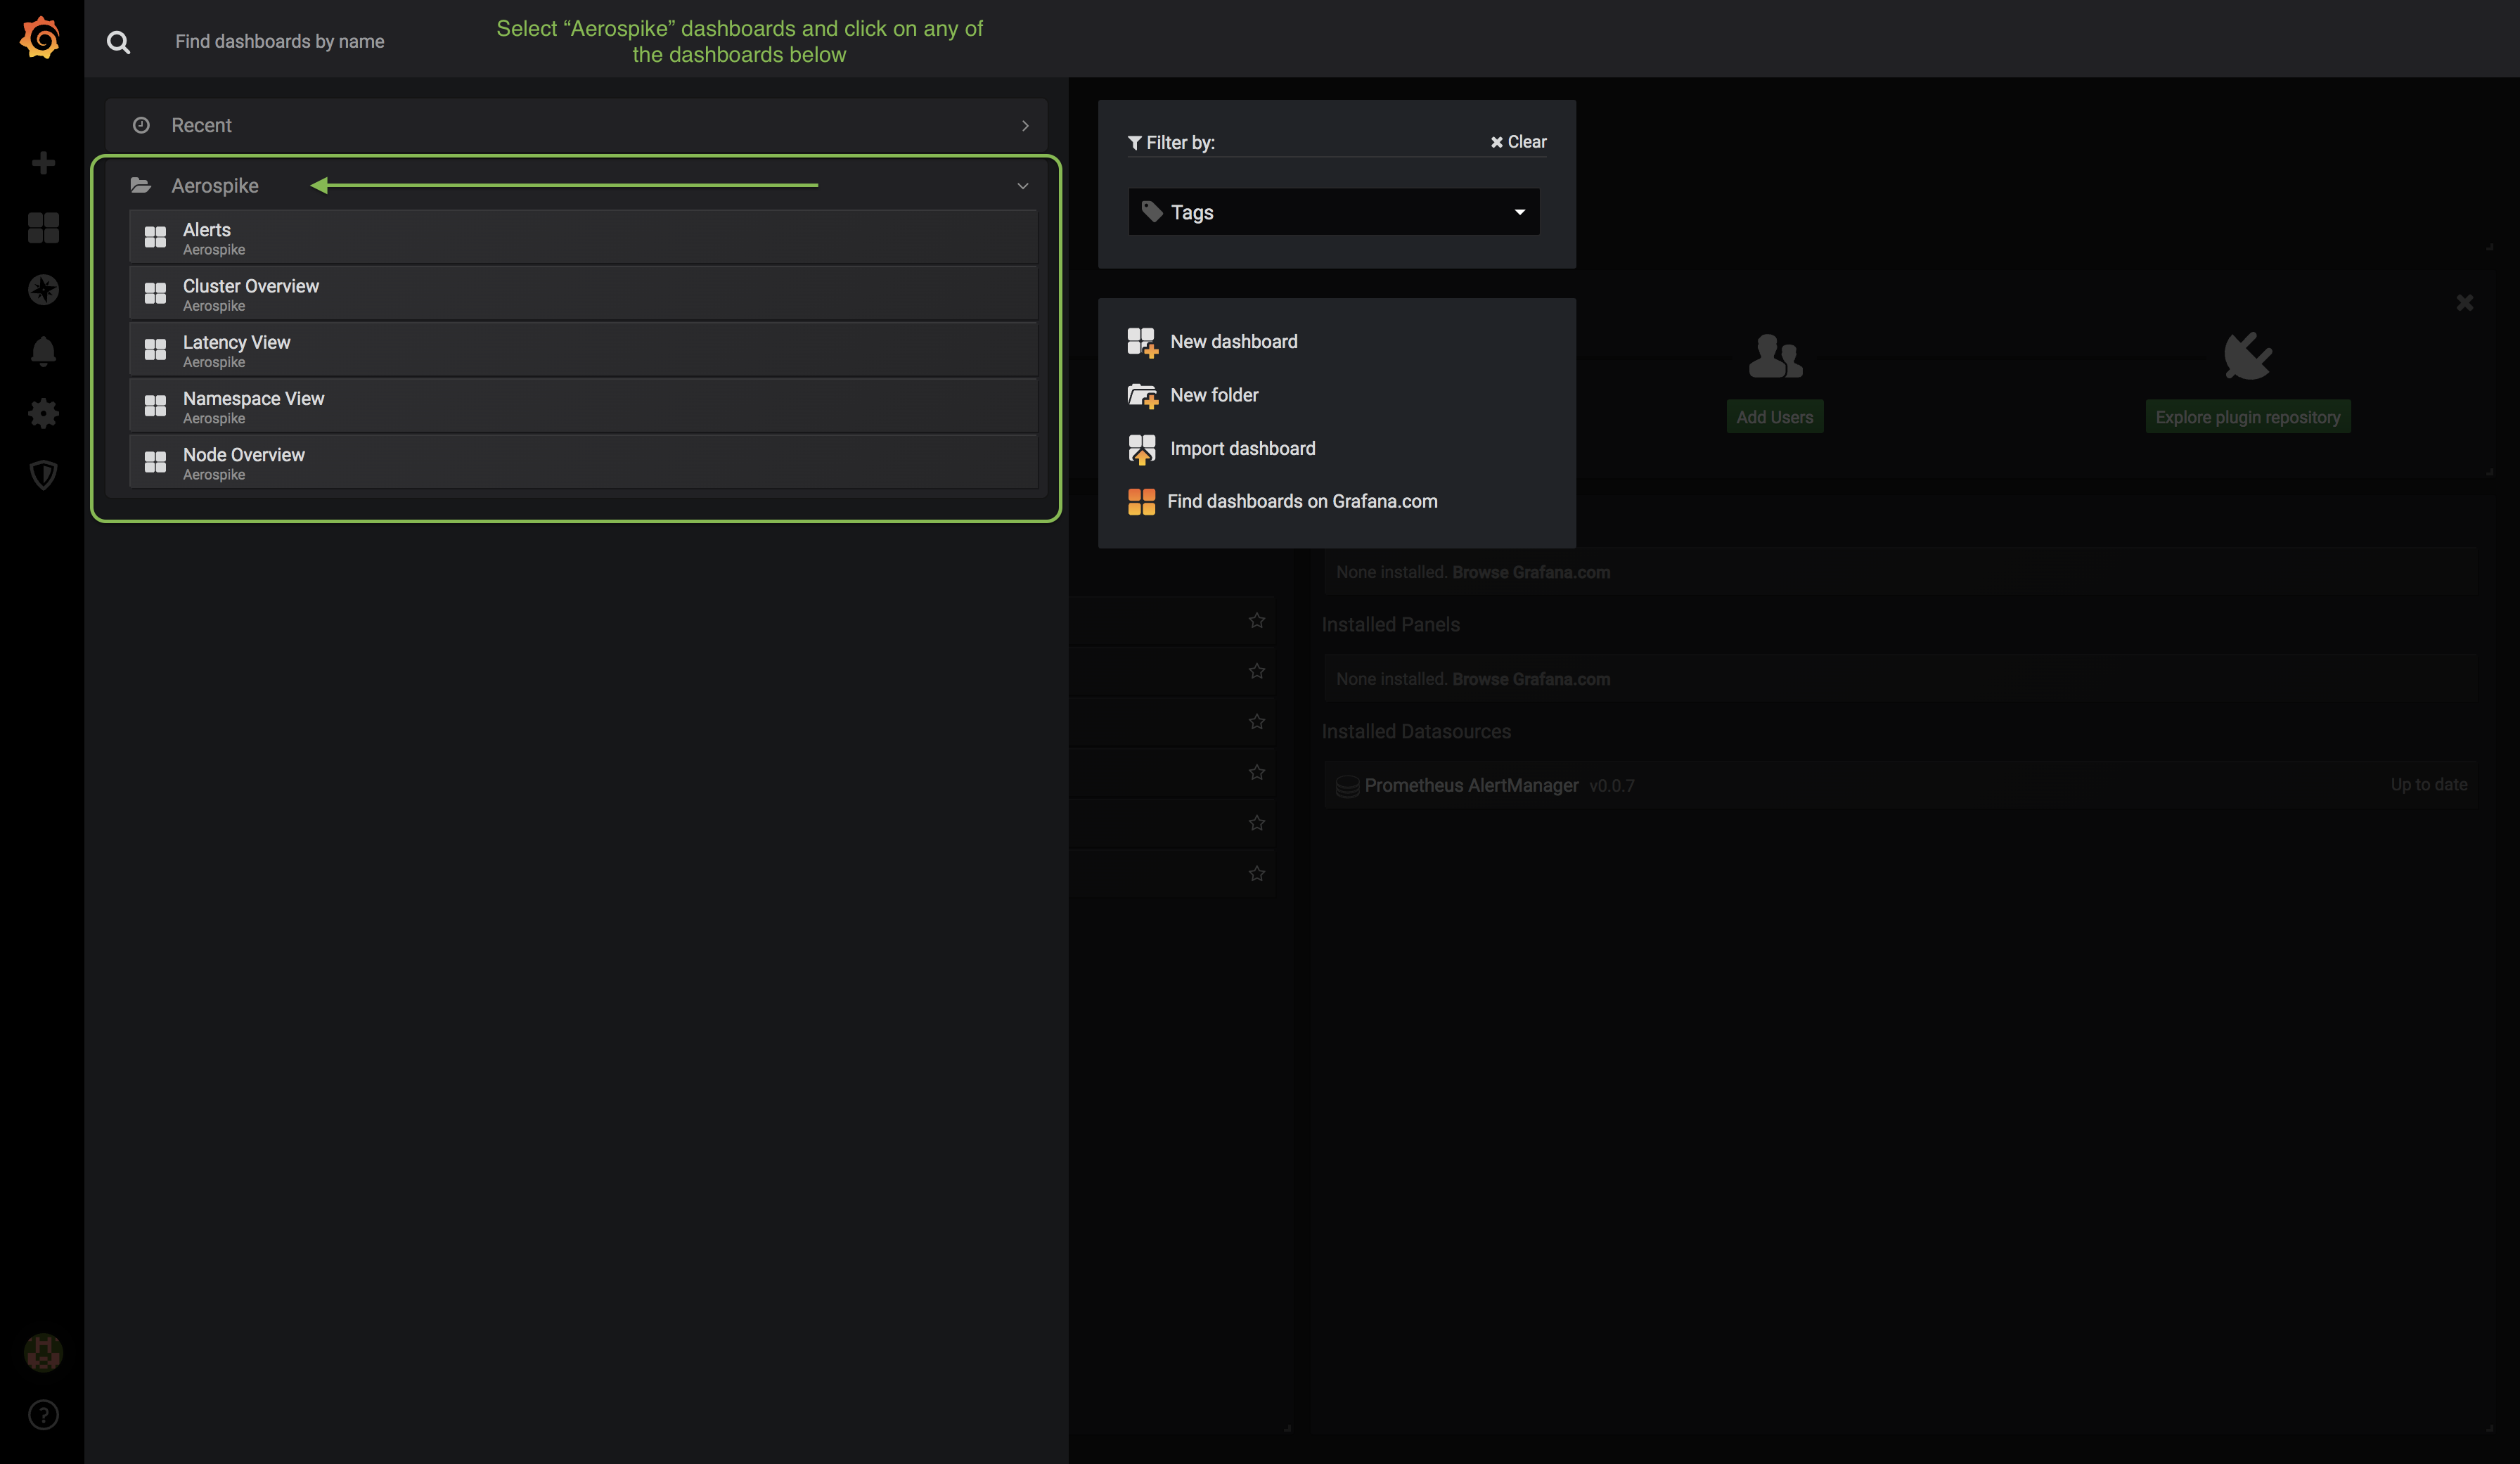 Find dashboards by name
Select “Aerospike” dashboards and click on any of
the dashboards below
Recent
Aerospike
Alerts
Aerospike
Cluster Overview
Aerospike
Latency View
Aerospike
Namespace View
Aerospike
Node Overview
Aerospike
Filter by:
Clear
Tags
New dashboard
New folder
Import dashboard
Find dashboards on Grafana.com
Add Users
Explore plugin repository
None installed. Browse Grafana.com
Installed Panels
None installed. Browse Grafana.com
Installed Datasources
Prometheus AlertManager v0.0.7
Up to date
?